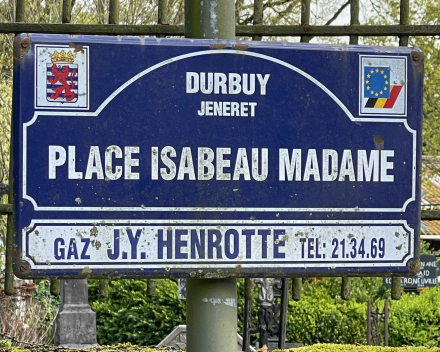 DURBUY
JENERET
PLACE ISABEAU MADAME
GAZ J.Y. HENROTTE TEL: 21.34.69